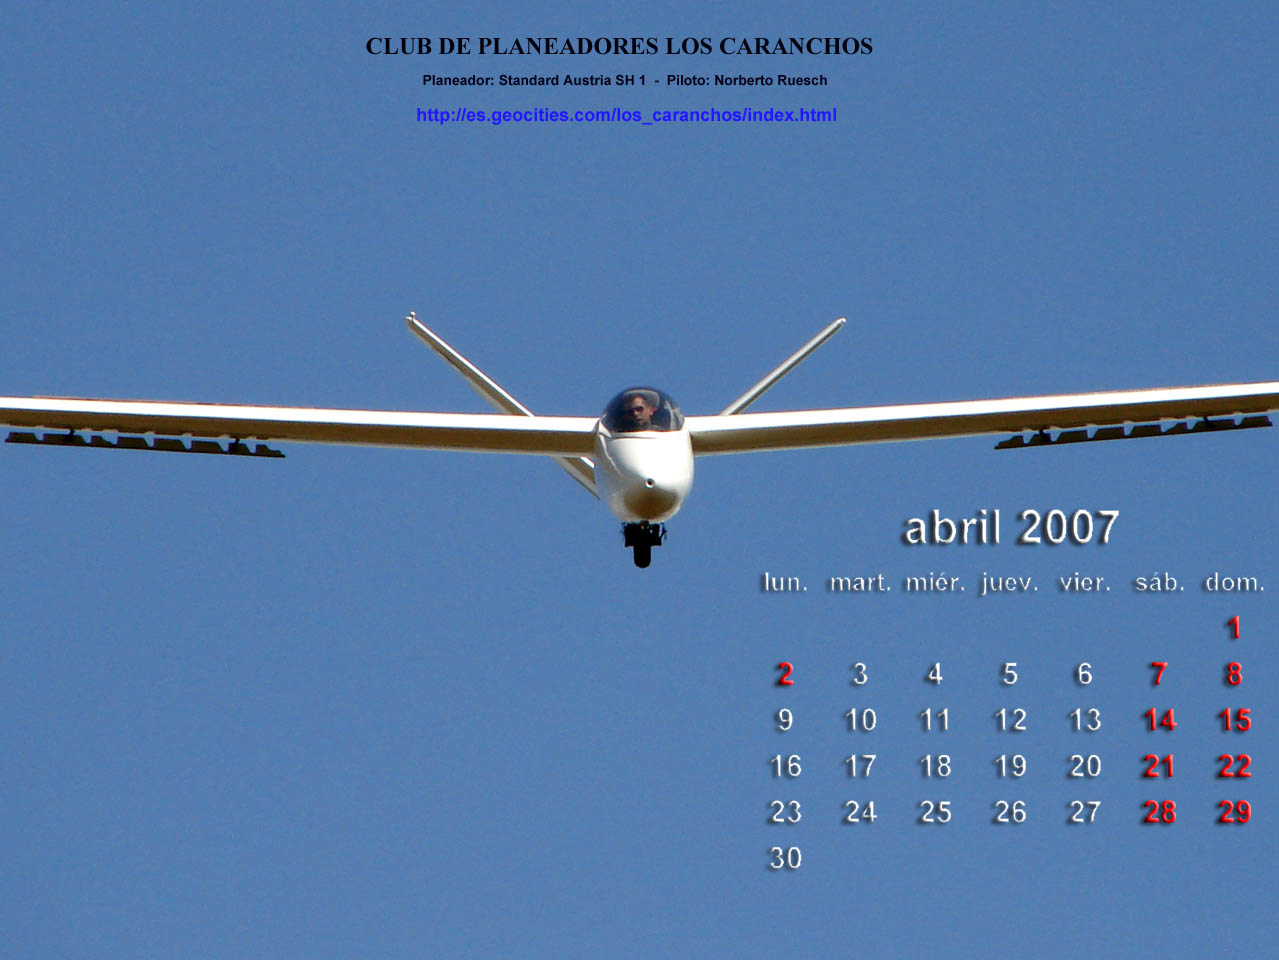 CLUB DE PLANEADORES LOS CARANCHOS
Planeador: Standard Austria SH 1 - Piloto: Norberto Ruesch
http://es.geocities.com/los_caranchos/index.html
abril 2007
lun. mart. miér. juev. vier. sáb. dom.
1
2 3 4 5 6 7 8
9 10 11 12 13 14 15
16 17 18 19 20 21 22
23 24 25 26 27 28 29
30